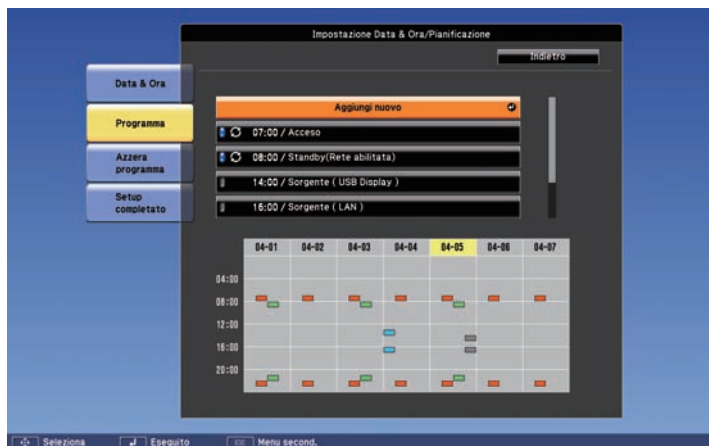 Impostazione Data & Ora/Pianificazione
Indietro
Data & Ora
Programma
Azzera
programma
Setup
completato
Aggiungi nuovo
07:00 / Acceso
08:00 / Standby(Rete abilitata)
14:00 / Sorgente ( USB Display )
16:00 / Sorgente ( LAN )
04-01 04-02 04-03 04-04 04-05 04-06 04-07
04:00
08:00
12:00
16:00
20:00
Seleziona Eseguito Esc Menu second.